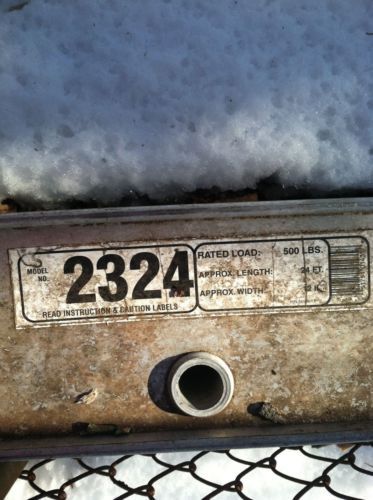 MODEL NO. 2324
READ INSTRUCTION & CAUTION LABELS
RATED LOAD: 500 LBS.
APPROX. LENGTH: 24 FT.
APPROX. WIDTH: